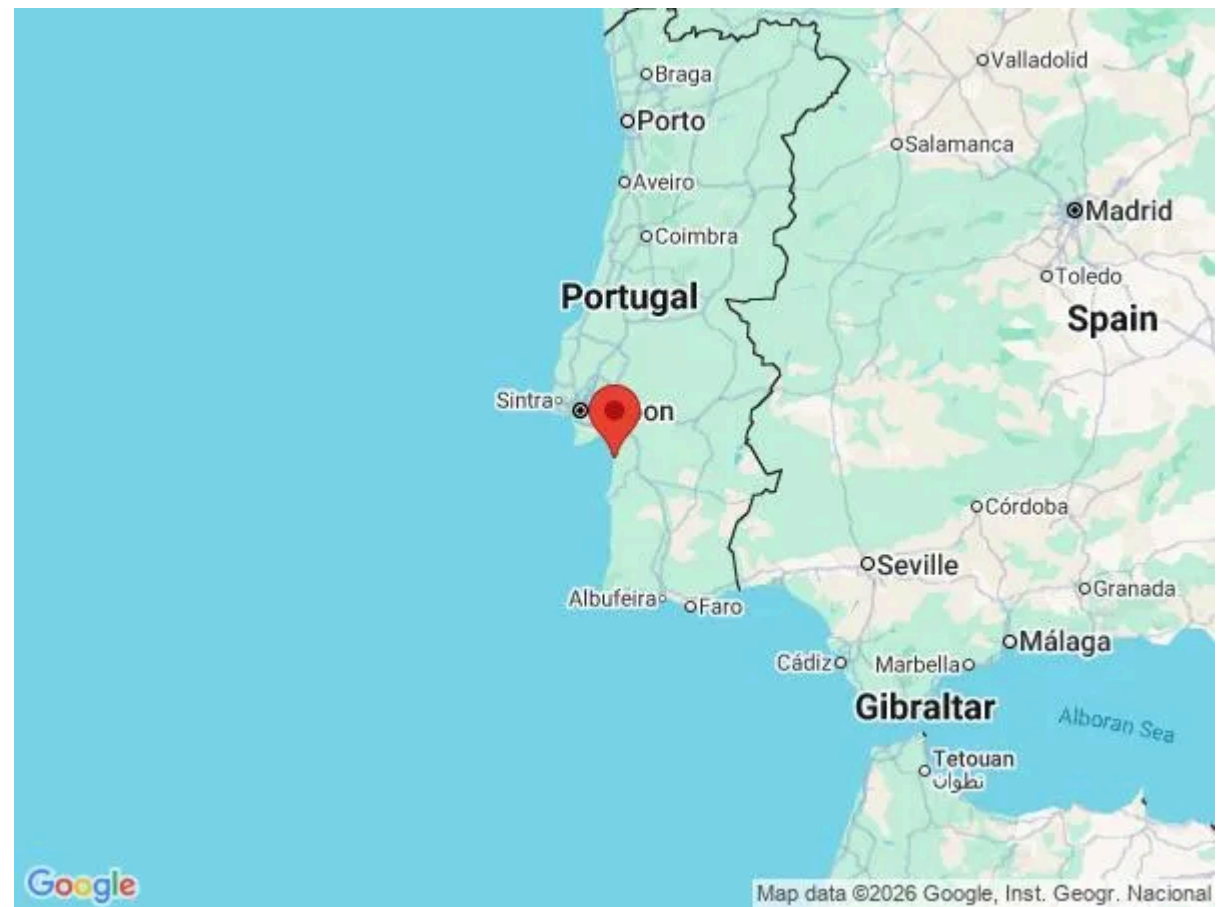 Braga
Valladolid
Porto
Salamanca
Aveiro
Madrid
Coimbra
Toledo
Portugal
Spain
Sintra
on
Córdoba
Seville
Granada
Albufeira
Faro
Málaga
Cádiz
Marbella
Gibraltar
Alboran Sea
Tetouan
تطوان
Google
Map data ©2026 Google, Inst. Geogr. Nacional